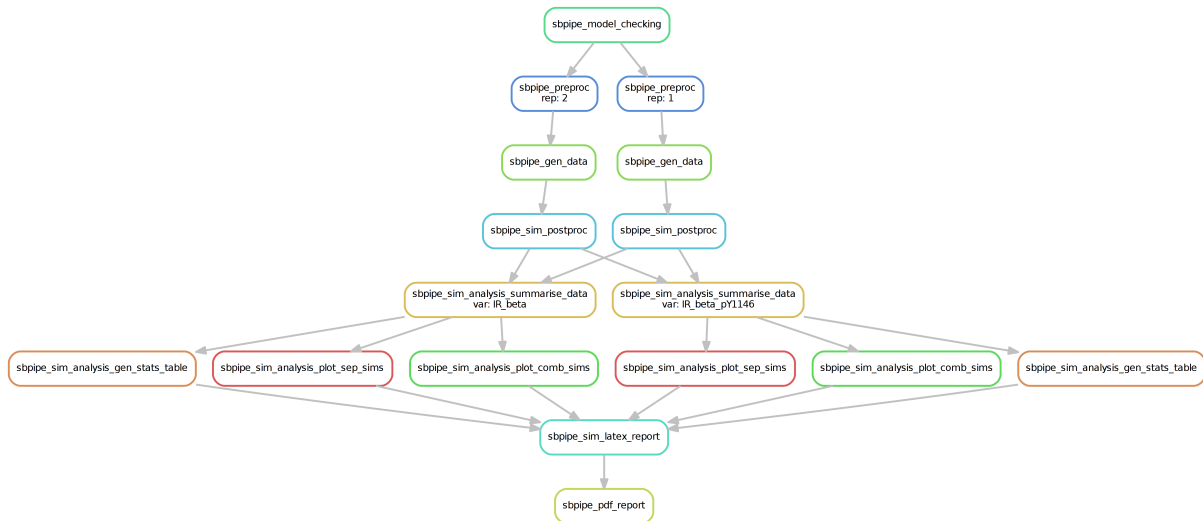 sbpipe_model_checking
sbpipe_preproc
rep: 2
sbpipe_preproc
rep: 1
sbpipe_gen_data
sbpipe_gen_data
sbpipe_sim_postproc
sbpipe_sim_postproc
sbpipe_sim_analysis_summarise_data
var: IR_beta
sbpipe_sim_analysis_summarise_data
var: IR_beta_pY1146
sbpipe_sim_analysis_gen_stats_table
sbpipe_sim_analysis_plot_sep_sims
sbpipe_sim_analysis_plot_comb_sims
sbpipe_sim_analysis_plot_sep_sims
sbpipe_sim_analysis_plot_comb_sims
sbpipe_sim_analysis_gen_stats_table
sbpipe_sim_latex_report
sbpipe_pdf_report